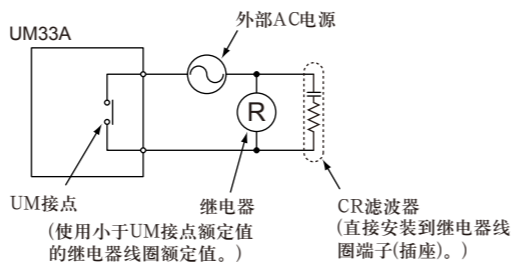 外部AC电源
UM33A
R
UM接点
(使用小于UM接点额定值
的继电器线圈额定值。)
继电器
CR滤波器
(直接安装到继电器线
圈端子(插座)。)